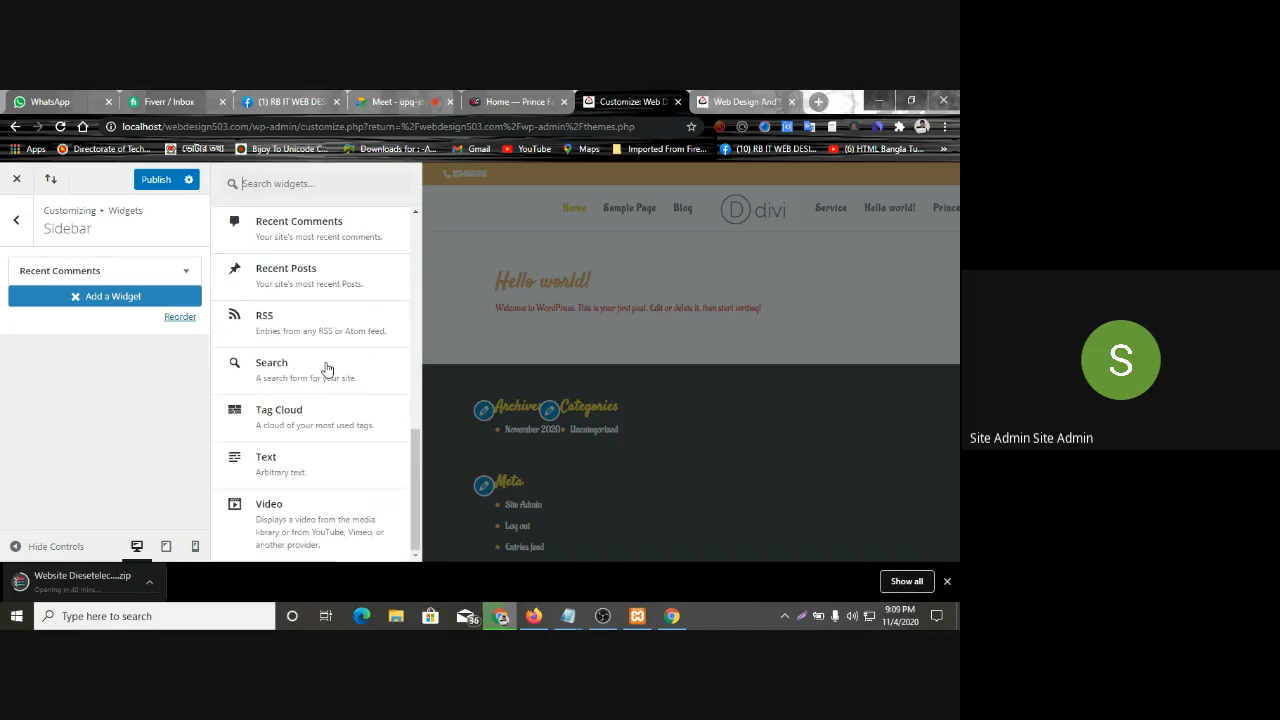 WhatsApp
Fiverr / Inbox
(1) RB IT WEB DES
Meet - upq-xl
Home — Prince F
Customize: Web D
Web Design And
localhost/webdesign503.com/wp-admin/customize.php?return=%2Fwebdesign503.com%2Fwp-admin%2Fthemes.php
Apps
Directorate of Tech...
Bijoy To Unicode C...
Downloads for : -A...
Gmail
YouTube
Maps
Imported From Fire...
(10) RB IT WEB DESI...
(6) HTML Bangla Tu...
»
Publish
Customizing ▸ Widgets
Sidebar
Recent Comments
Add a Widget
Reorder
Hide Controls
Search widgets...
Recent Comments
Your site's most recent comments.
Recent Posts
Your site's most recent Posts.
RSS
Entries from any RSS or Atom feed.
Search
A search form for your site.
Tag Cloud
A cloud of your most used tags.
Text
Arbitrary text.
Video
Displays a video from the media
library or from YouTube, Vimeo, or
another provider.
Home
Sample Page
Blog
D divi
Service
Hello world!
Prince
Hello world!
Welcome to WordPress. This is your first post. Edit or delete it, then start writing!
Archives
Categories
November 2020
Uncategorized
Meta
Site Admin
Log out
Entries feed
S
Site Admin Site Admin
Website Dieselelec....zip
Opening in 40 mins...
Show all
Type here to search
36
9:09 PM
11/4/2020